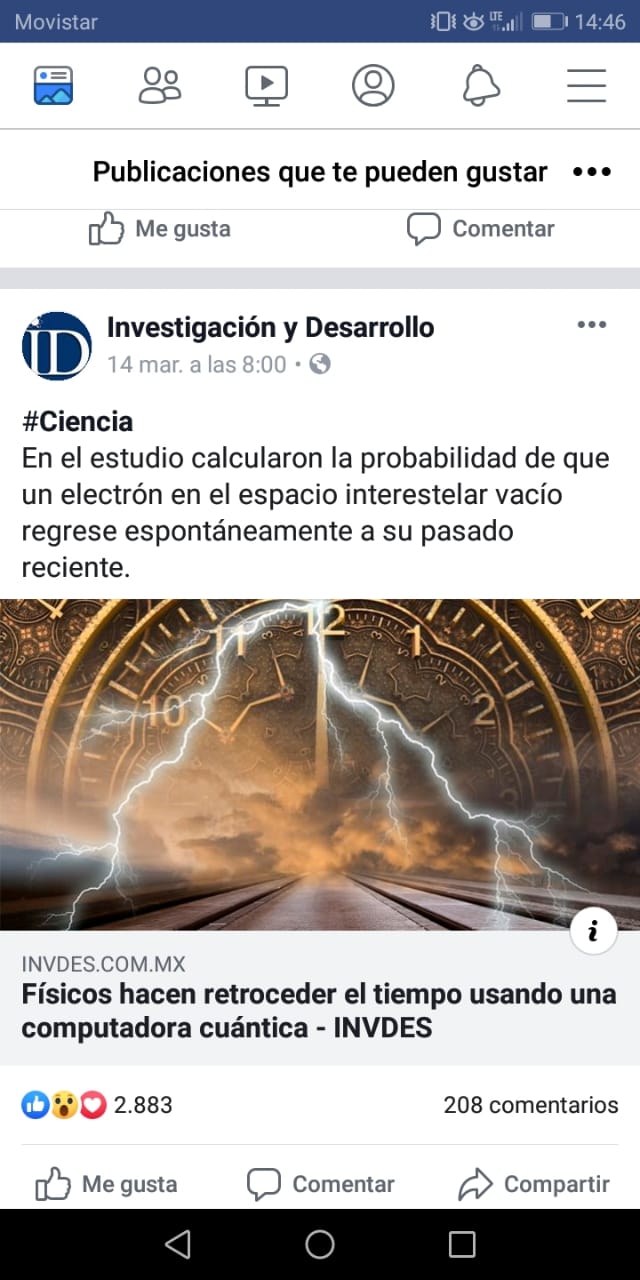 Movistar LTE 14:46
Publicaciones que te pueden gustar
Me gusta Comentar
ID Investigación y Desarrollo
14 mar. a las 8:00 •
#Ciencia
En el estudio calcularon la probabilidad de que
un electrón en el espacio interestelar vacío
regrese espontáneamente a su pasado
reciente.
10 11 12 1 2
i
INVDES.COM.MX
Físicos hacen retroceder el tiempo usando una
computadora cuántica - INVDES
2.883 208 comentarios
Me gusta Comentar Compartir